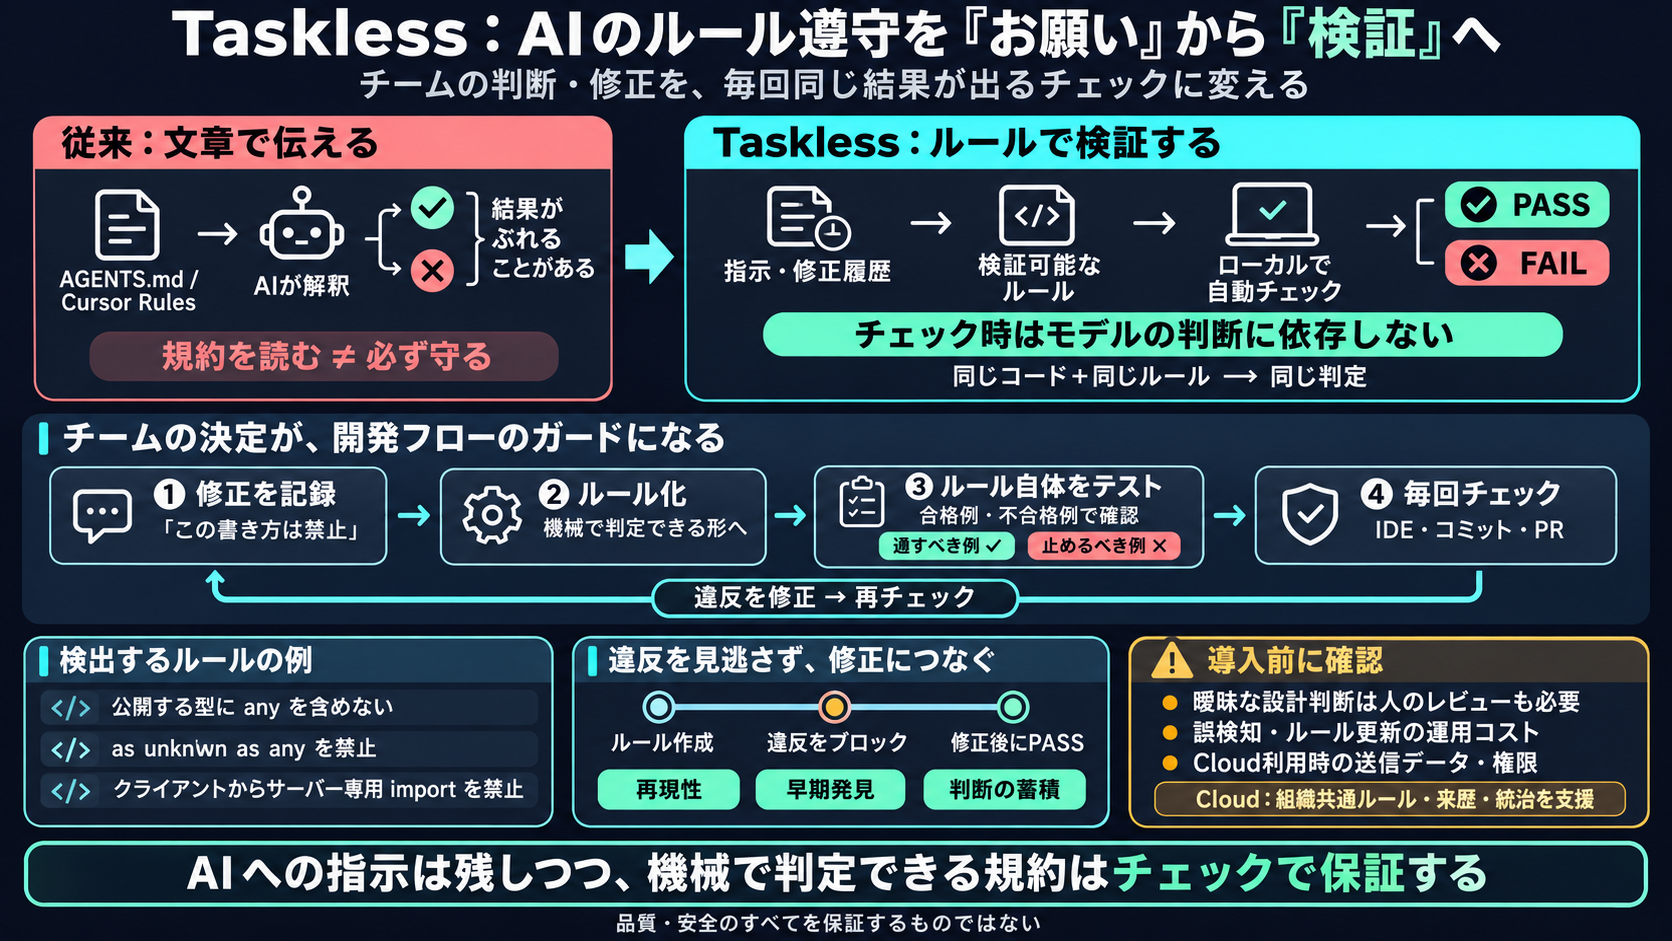 Taskless：AIのルール遵守を『お願い』から『検証』へ
チームの判断・修正を、毎回同じ結果が出るチェックに変える
従来：文章で伝える
AGENTS.md /
Cursor Rules
AIが解釈
結果が
ぶれる
ことがある
規約を読む ≠ 必ず守る
Taskless：ルールで検証する
指示・修正履歴
</>
検証可能な
ルール
ローカルで
自動チェック
PASS
FAIL
チェック時はモデルの判断に依存しない
同じコード＋同じルール → 同じ判定
チームの決定が、開発フローのガードになる
1 修正を記録
「この書き方は禁止」
2 ルール化
機械で判定できる形へ
3 ルール自体をテスト
合格例・不合格例で確認
通すべき例 ✓
止めるべき例 ✕
4 毎回チェック
IDE・コミット・PR
違反を修正 → 再チェック
検出するルールの例
</> 公開する型に any を含めない
</> as unknwn as any を禁止
</> クライアントからサーバー専用 import を禁止
違反を見逃さず、修正につなぐ
ルール作成
違反をブロック
修正後にPASS
再現性
早期発見
判断の蓄積
導入前に確認
曖昧な設計判断は人のレビューも必要
誤検知・ルール更新の運用コスト
Cloud利用時の送信データ・権限
Cloud：組織共通ルール・来歴・統治を支援
AIへの指示は残しつつ、機械で判定できる規約はチェックで保証する
品質・安全のすべてを保証するものではない